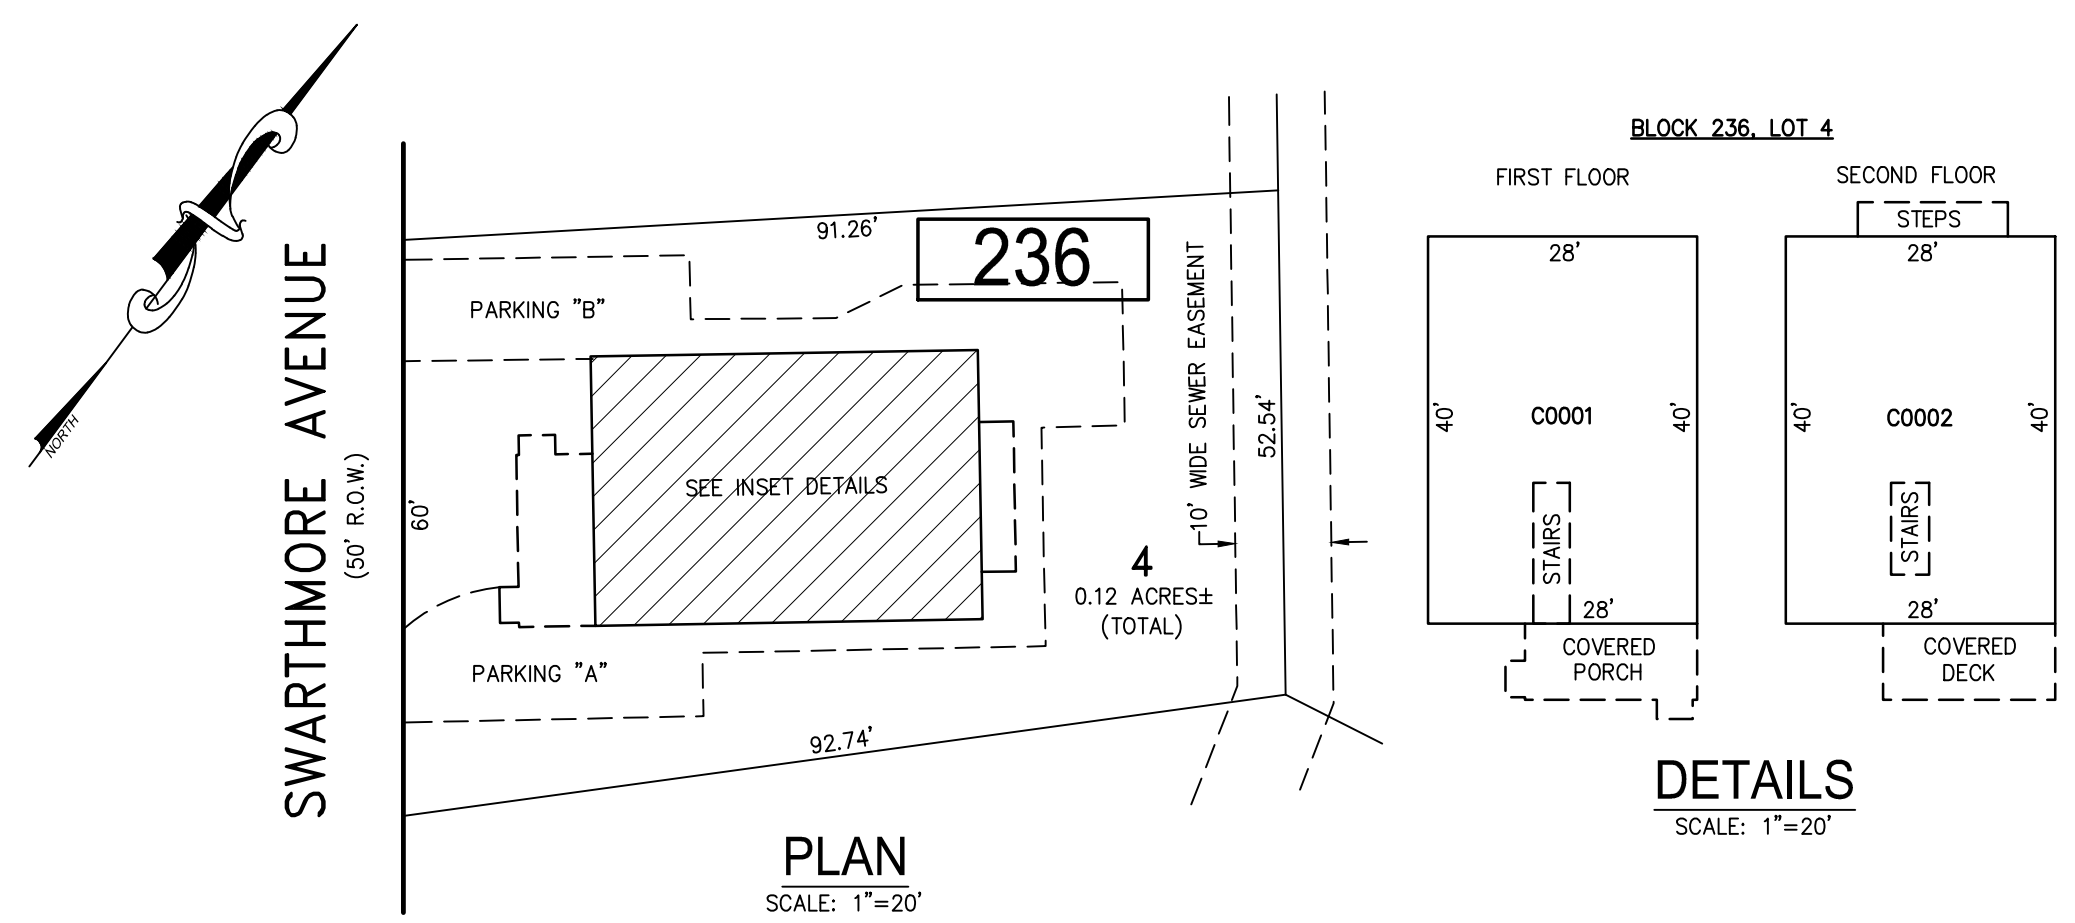 NORTH
SWARTHMORE AVENUE
(50' R.O.W.)
60'
91.26'
236
PARKING "B"
SEE INSET DETAILS
PARKING "A"
92.74'
4
0.12 ACRES±
(TOTAL)
10' WIDE SEWER EASEMENT
52.54'
PLAN
SCALE: 1"=20'
BLOCK 236, LOT 4
FIRST FLOOR
28'
40'
C0001
40'
STAIRS
28'
COVERED
PORCH
SECOND FLOOR
STEPS
28'
40'
C0002
40'
STAIRS
28'
COVERED
DECK
DETAILS
SCALE: 1"=20'